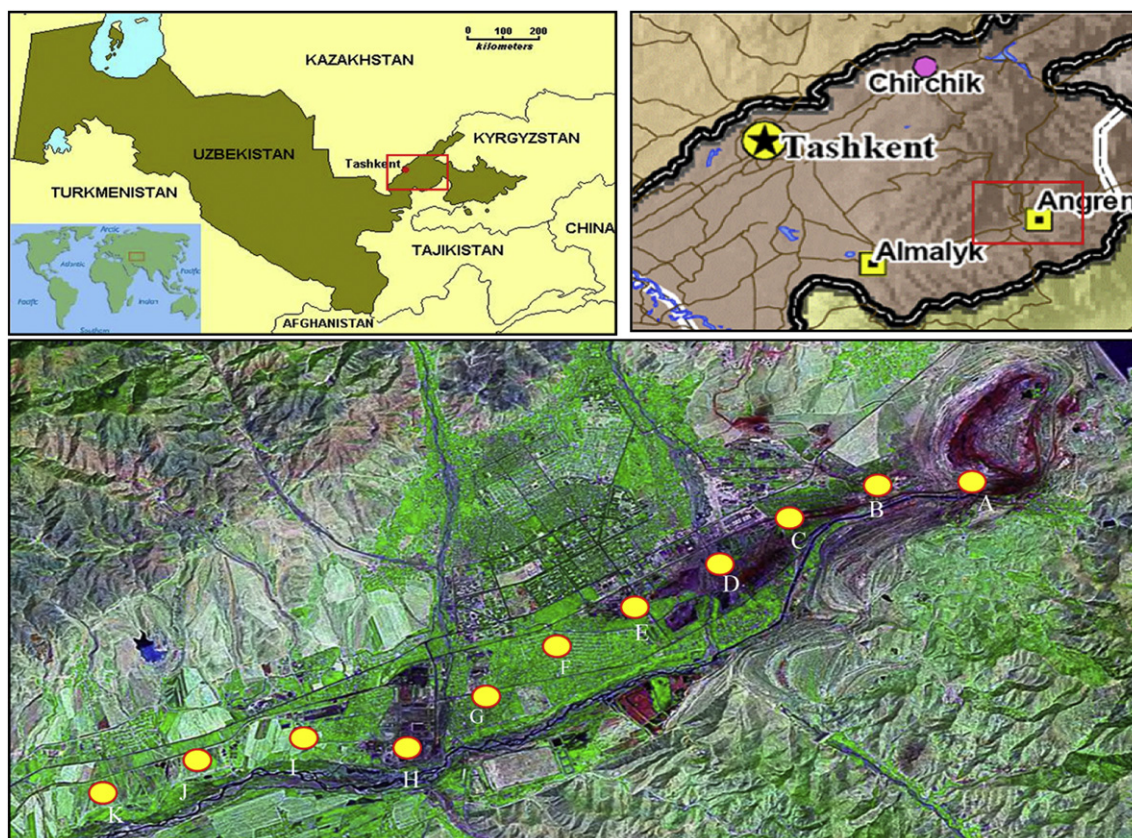 0 100 200
kilometers
KAZAKHSTAN
KYRGYZSTAN
UZBEKISTAN
Tashkent
TURKMENISTAN
CHINA
TAJIKISTAN
AFGHANISTAN
Arctic
Atlantic
Pacific
Pacific
Indian
Southern
Chirchik
Tashkent
Angren
Almalyk
A
B
C
D
E
F
G
H
I
J
K